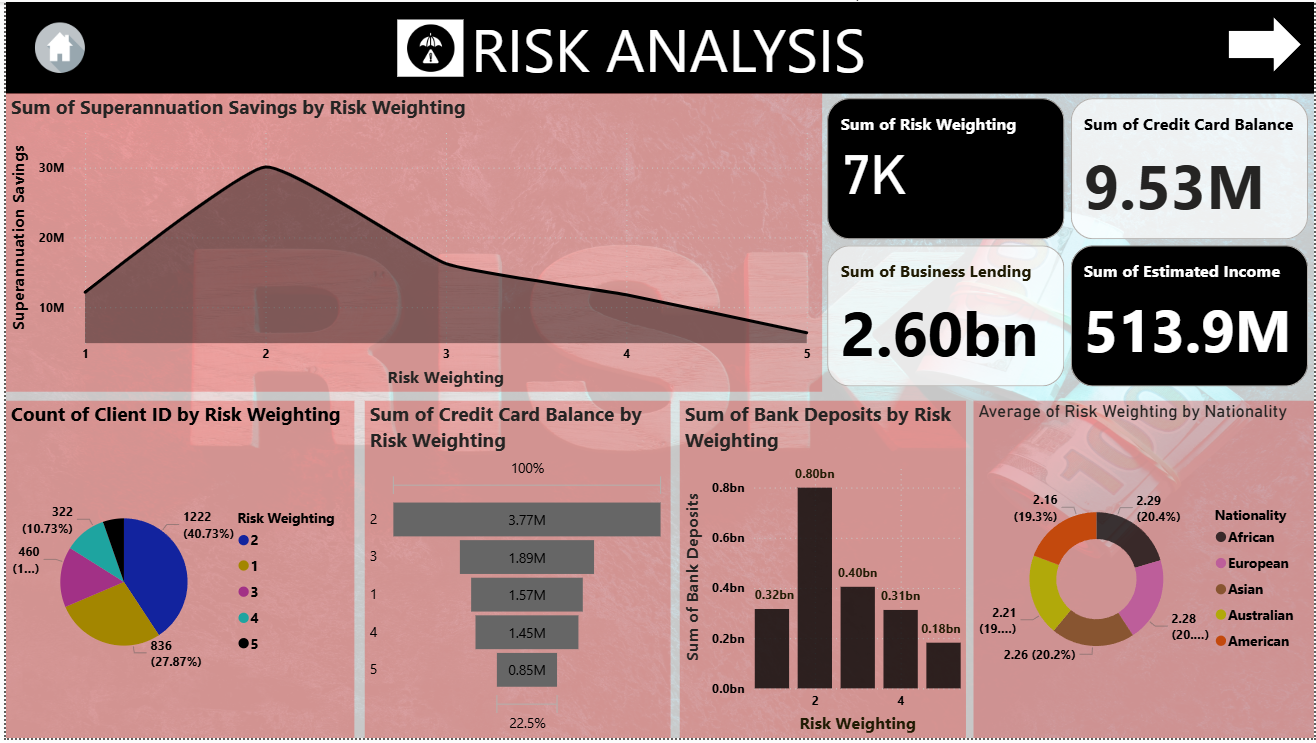 RISK ANALYSIS
Sum of Superannuation Savings by Risk Weighting
Superannuation Savings
30M
20M
10M
1
2
3
4
5
Risk Weighting
Sum of Risk Weighting
7K
Sum of Credit Card Balance
9.53M
Sum of Business Lending
2.60bn
Sum of Estimated Income
513.9M
Count of Client ID by Risk Weighting
322
(10.73%)
460
(1...)
1222
(40.73%)
836
(27.87%)
Risk Weighting
2
1
3
4
5
Sum of Credit Card Balance by
Risk Weighting
100%
2
3.77M
3
1.89M
1
1.57M
4
1.45M
5
0.85M
22.5%
Sum of Bank Deposits by Risk
Weighting
Sum of Bank Deposits
0.8bn
0.6bn
0.4bn
0.2bn
0.0bn
0.32bn
0.80bn
0.40bn
0.31bn
0.18bn
2
4
Risk Weighting
Average of Risk Weighting by Nationality
2.16
(19.3%)
2.29
(20.4%)
2.21
(19....)
2.28
(20....)
2.26 (20.2%)
Nationality
African
European
Asian
Australian
American
RISK
100